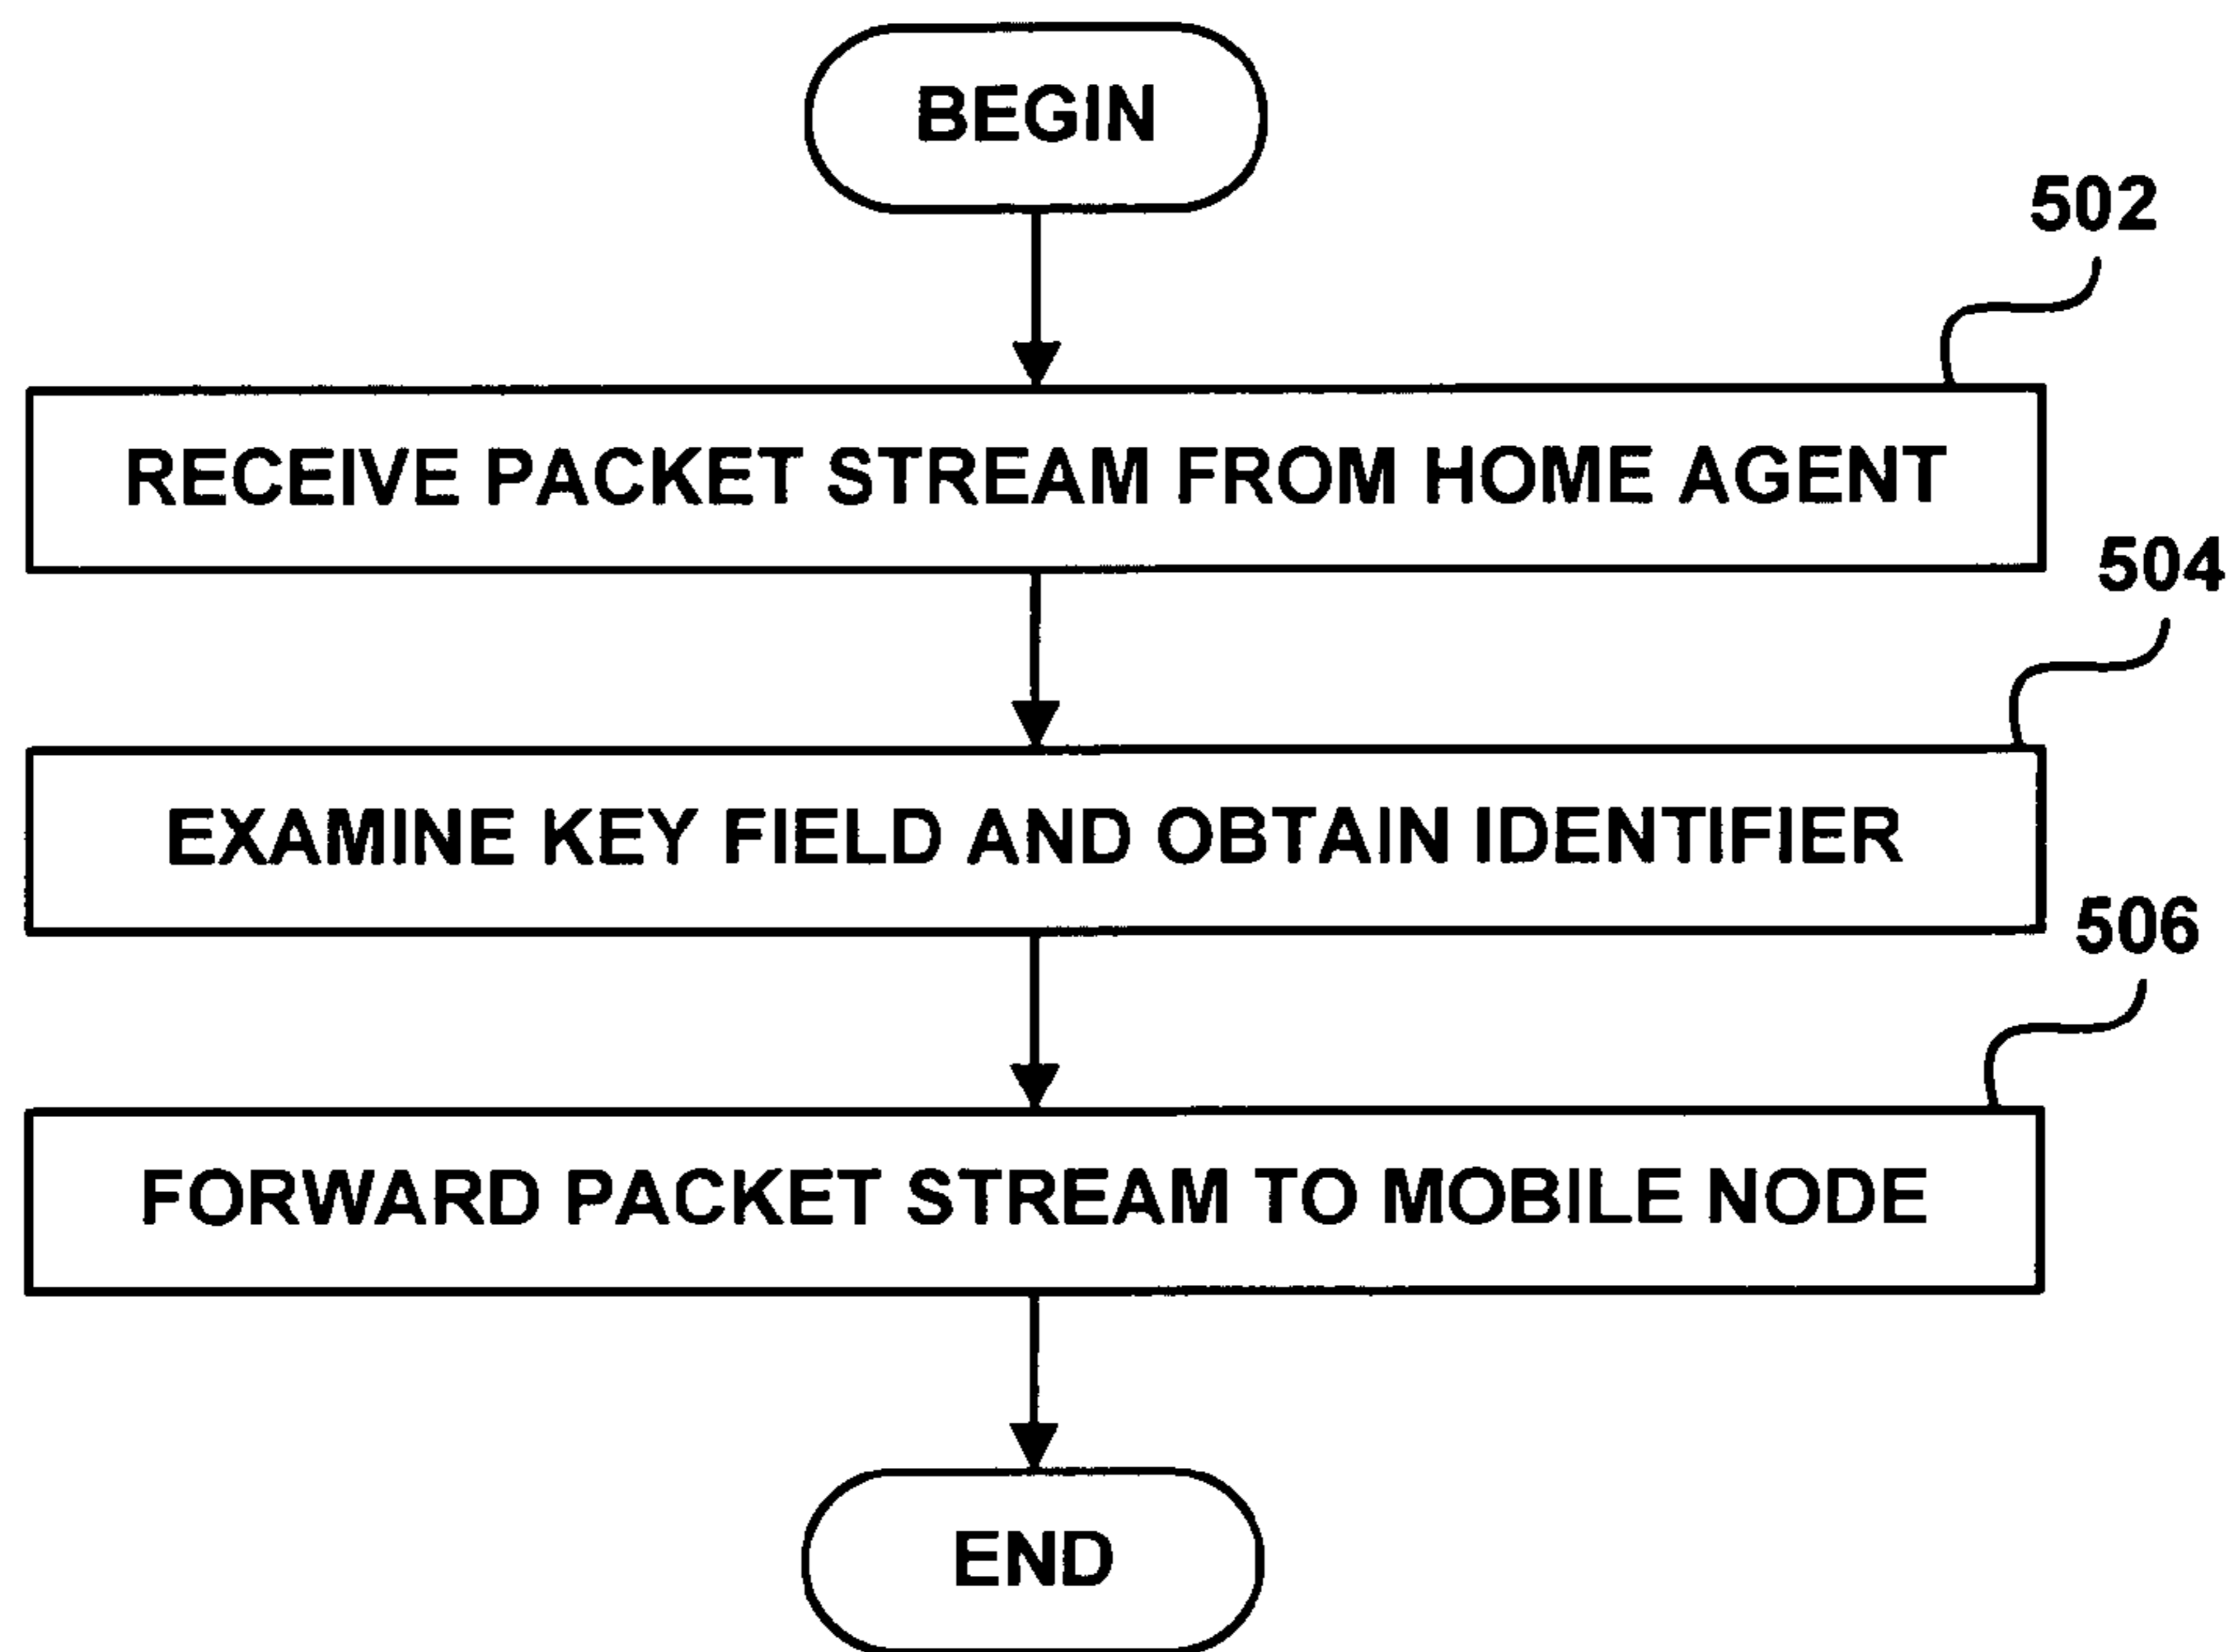 BEGIN
502
RECEIVE PACKET STREAM FROM HOME AGENT
504
EXAMINE KEY FIELD AND OBTAIN IDENTIFIER
506
FORWARD PACKET STREAM TO MOBILE NODE
END